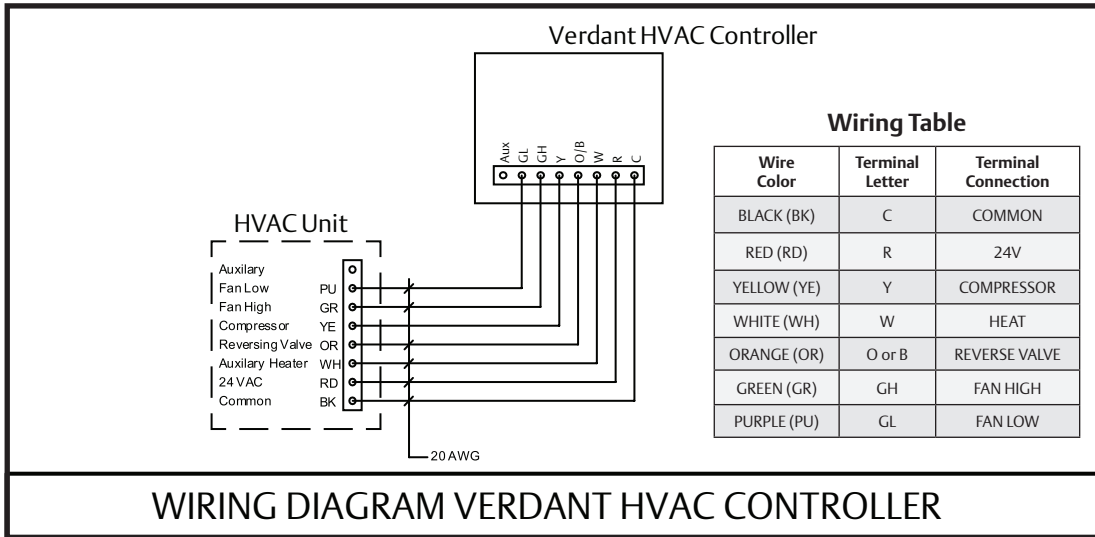 Verdant HVAC Controller
Aux
GL
GH
Y
O/B
W
R
C
HVAC Unit
Auxilary
Fan Low PU
Fan High GR
Compressor YE
Reversing Valve OR
Auxilary Heater WH
24 VAC RD
Common BK
20 AWG
Wiring Table
Wire Color Terminal Letter Terminal Connection
BLACK (BK) C COMMON
RED (RD) R 24V
YELLOW (YE) Y COMPRESSOR
WHITE (WH) W HEAT
ORANGE (OR) O or B REVERSE VALVE
GREEN (GR) GH FAN HIGH
PURPLE (PU) GL FAN LOW
WIRING DIAGRAM VERDANT HVAC CONTROLLER